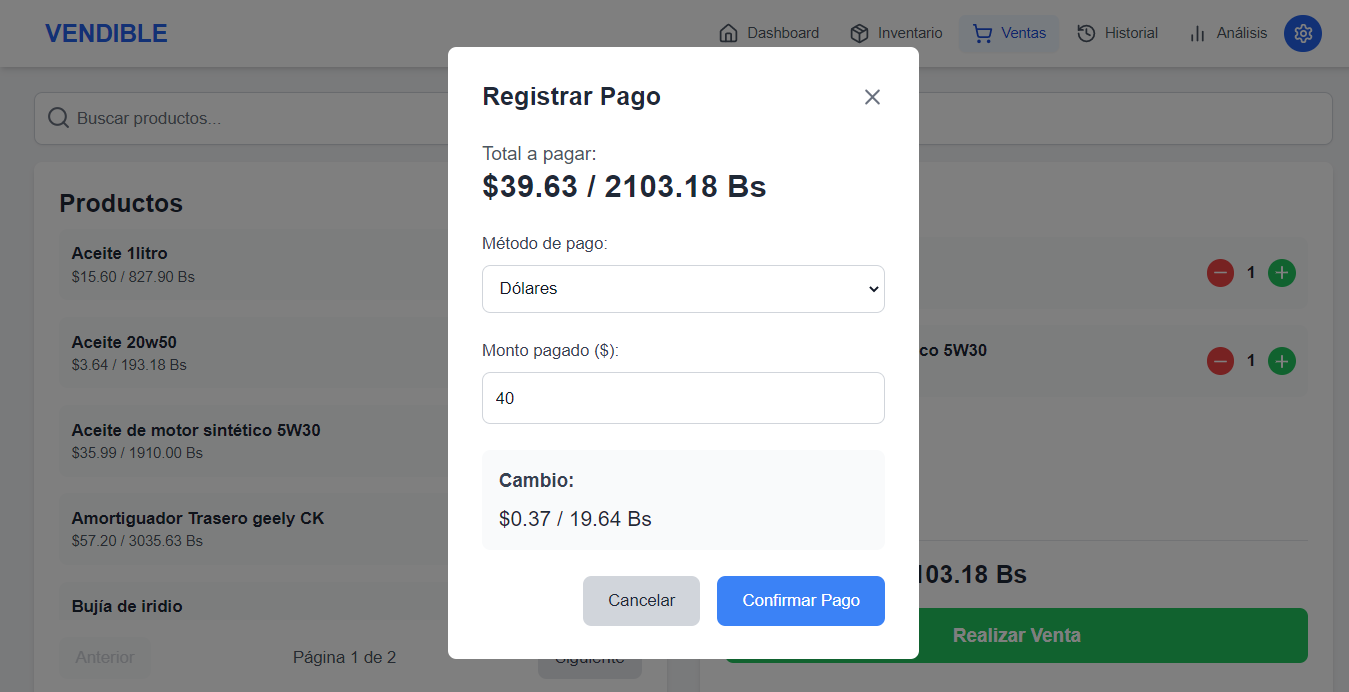 VENDIBLE
Dashboard
Inventario
Ventas
Historial
Análisis
Buscar productos...
Productos
Aceite 1litro
$15.60 / 827.90 Bs
Aceite 20w50
$3.64 / 193.18 Bs
Aceite de motor sintético 5W30
$35.99 / 1910.00 Bs
Amortiguador Trasero geely CK
$57.20 / 3035.63 Bs
Bujía de iridio
Anterior
Página 1 de 2
Siguiente
Registrar Pago
Total a pagar:
$39.63 / 2103.18 Bs
Método de pago:
Dólares
Monto pagado ($):
40
Cambio:
$0.37 / 19.64 Bs
Cancelar
Confirmar Pago
1
co 5W30
1
103.18 Bs
Realizar Venta